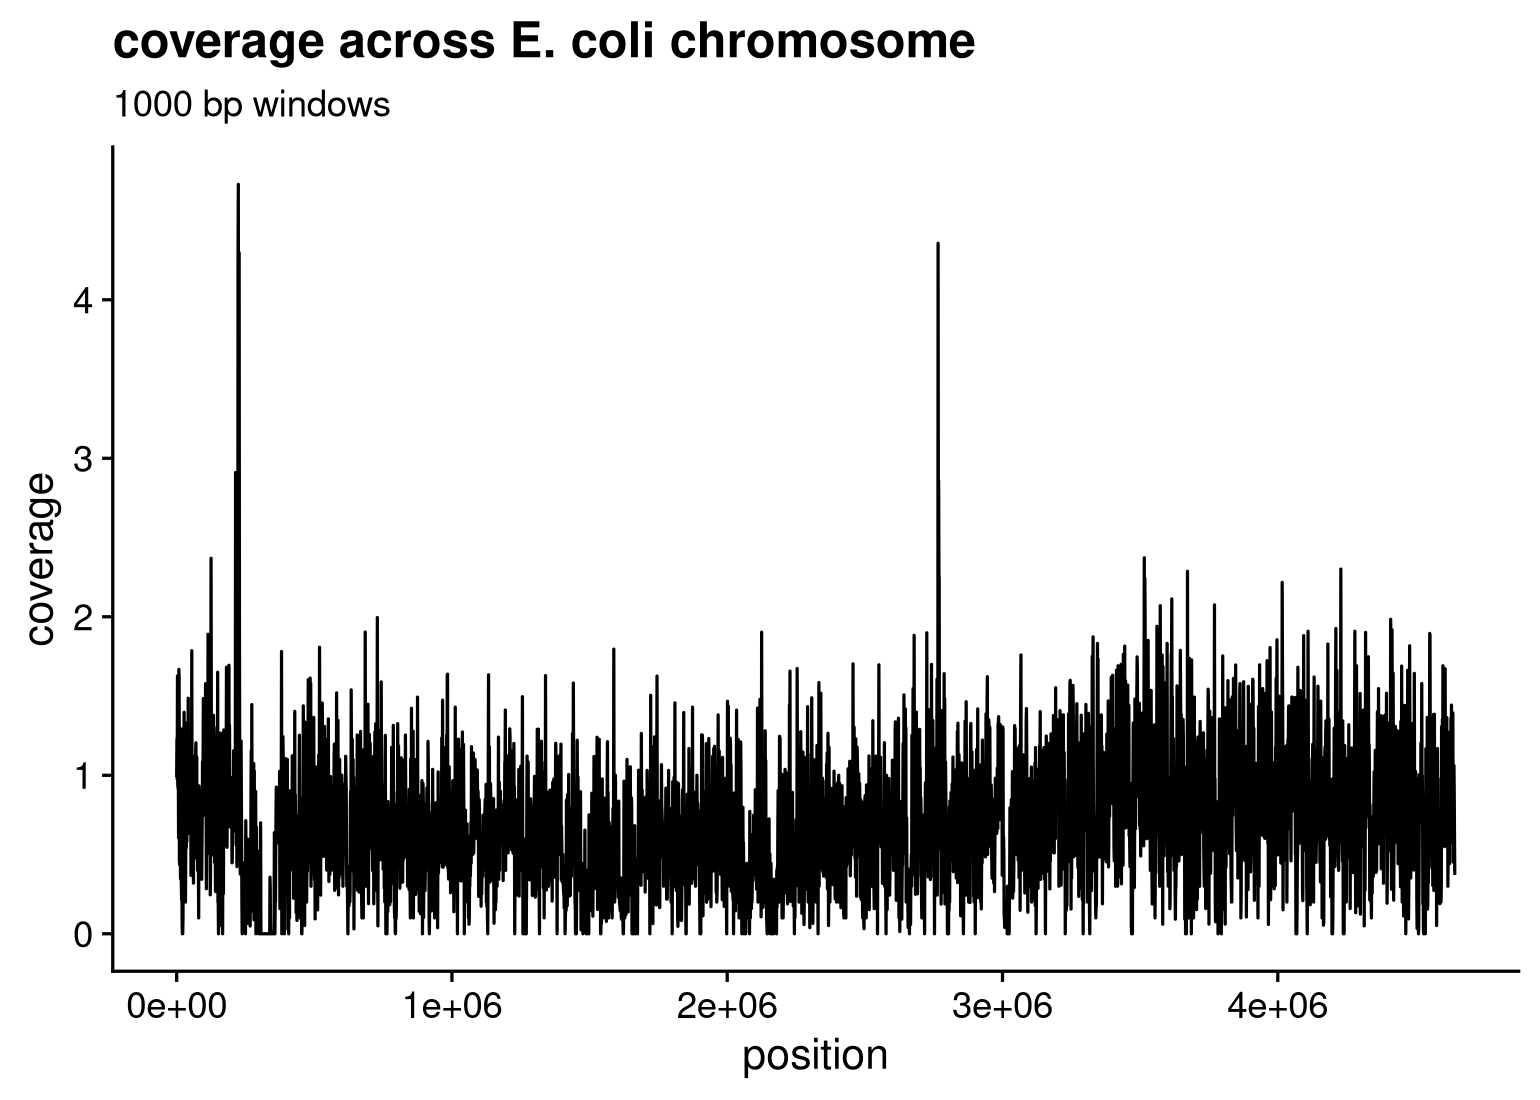 coverage across E. coli chromosome
1000 bp windows
coverage
4
3
2
1
0
0e+00 1e+06 2e+06 3e+06 4e+06
position